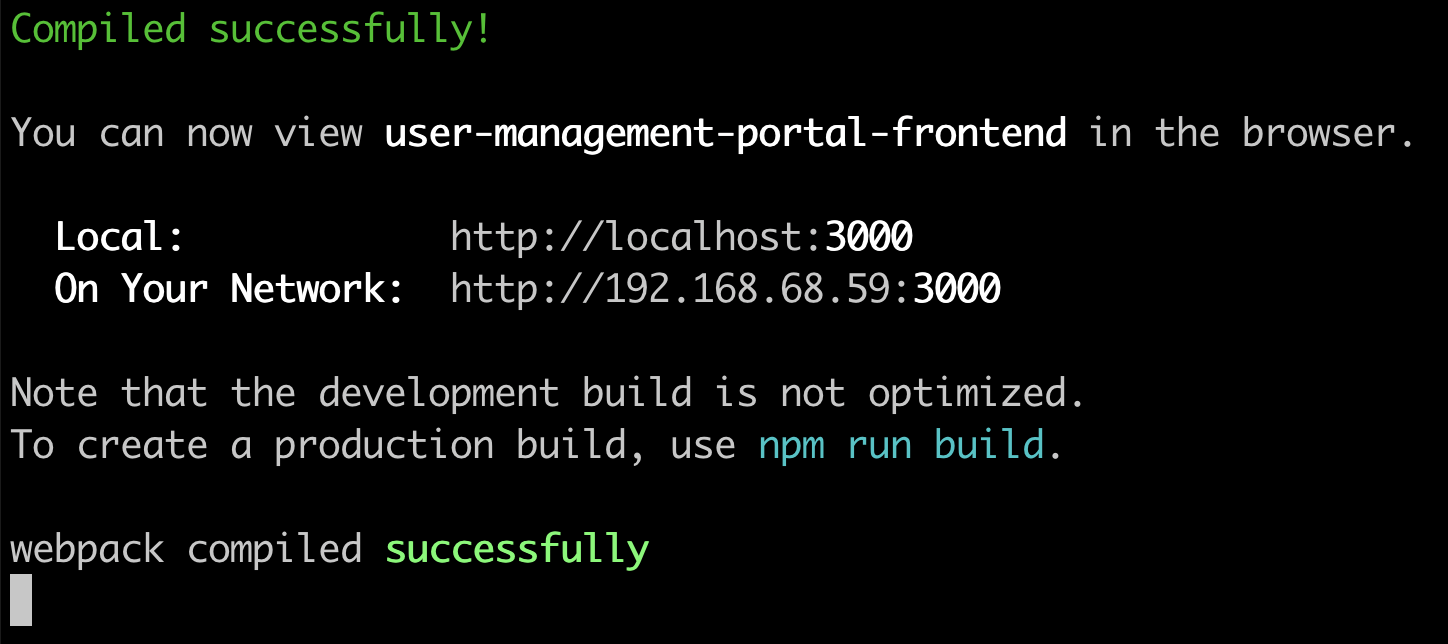 Compiled successfully!
You can now view user-management-portal-frontend in the browser.
Local: http://localhost:3000
On Your Network: http://192.168.68.59:3000
Note that the development build is not optimized.
To create a production build, use npm run build.
webpack compiled successfully